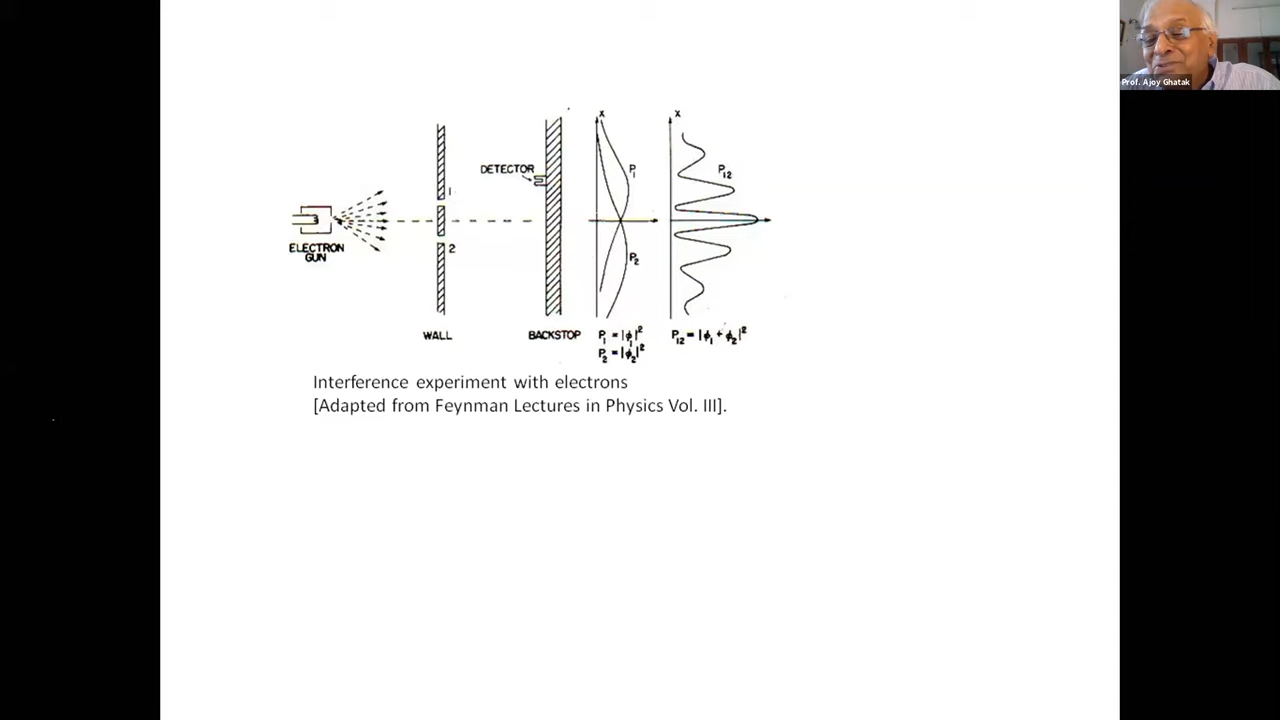 Prof. Ajoy Ghatak
x
x
DETECTOR
P₁
P₁₂
1
ELECTRON
GUN
2
P₂
WALL
BACKSTOP
P₁ = |ϕ₁|²
P₂ = |ϕ₂|²
P₁₂ = |ϕ₁ + ϕ₂|²
Interference experiment with electrons
[Adapted from Feynman Lectures in Physics Vol. III].